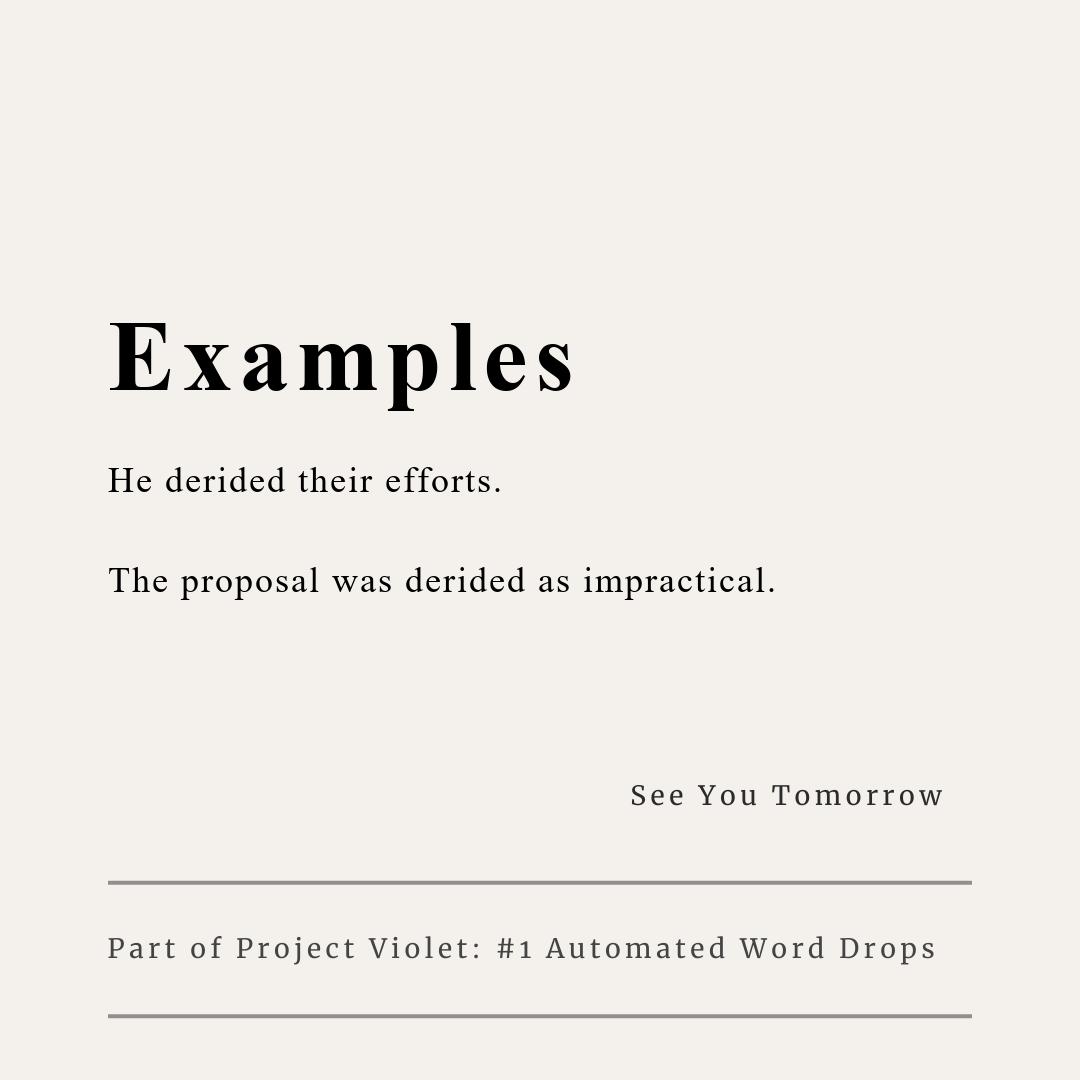 Examples
He derided their efforts.
The proposal was derided as impractical.
See You Tomorrow
Part of Project Violet: #1 Automated Word Drops